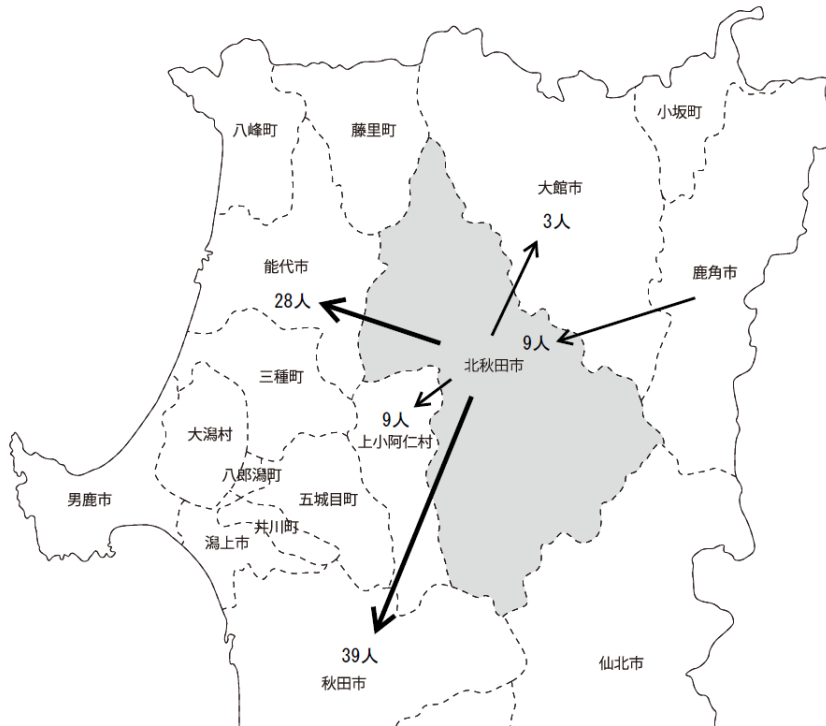 八峰町
藤里町
小坂町
大館市
3人
能代市
28人
鹿角市
9人
北秋田市
三種町
9人
上小阿仁村
大潟村
八郎潟町
五城目町
男鹿市
井川町
潟上市
39人
秋田市
仙北市